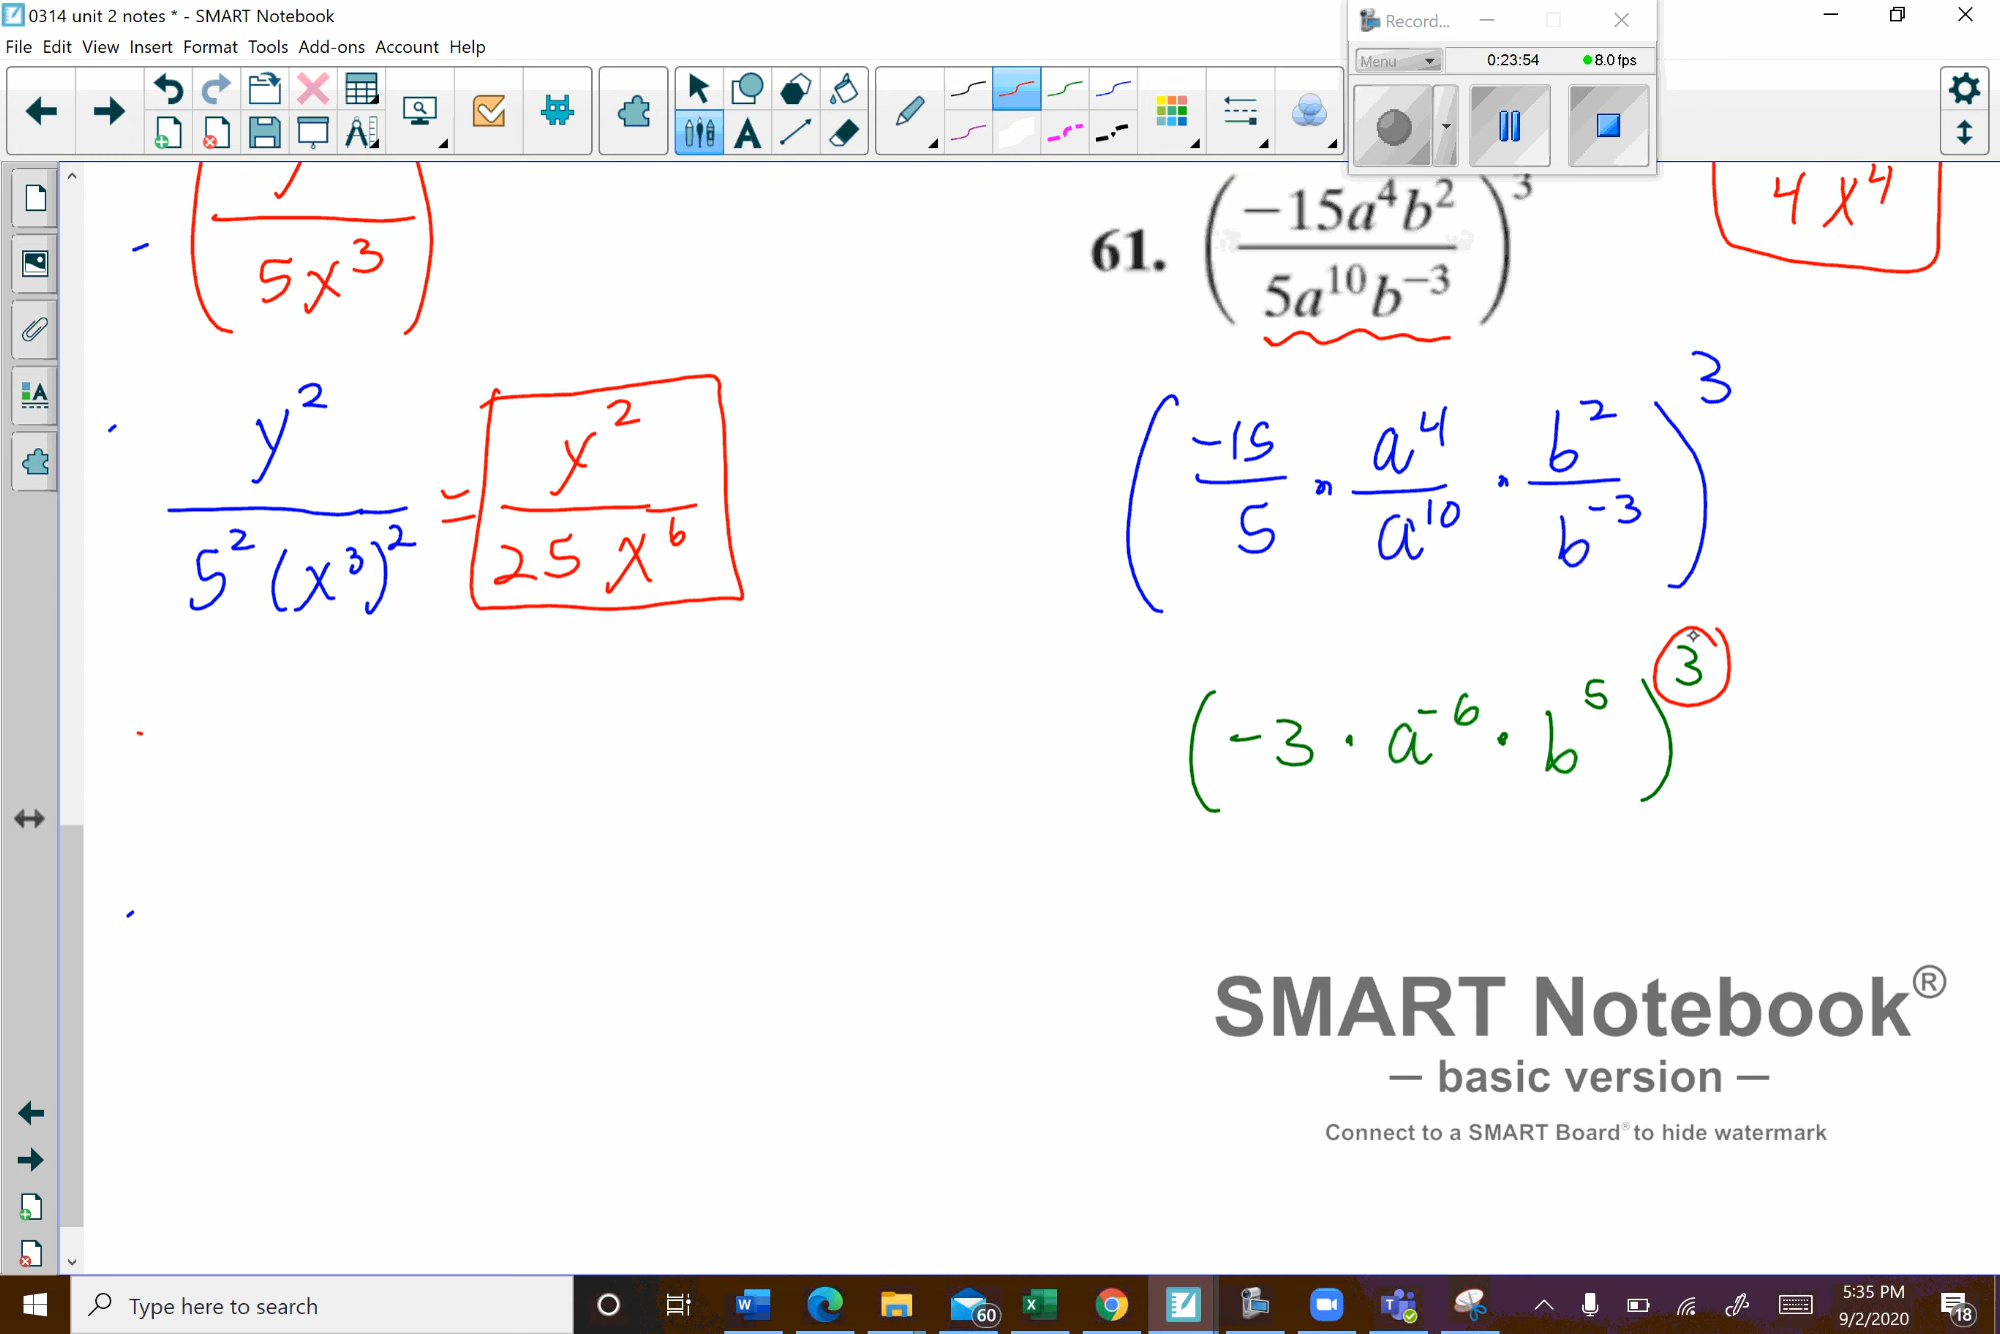 0314 unit 2 notes * - SMART Notebook
File Edit View Insert Format Tools Add-ons Account Help
Record...
Menu 0:23:54 8.0 fps
5x³
y²
5²(x³)²
=
y²
25x⁶
4x⁴
61. (-15a⁴b² / 5a¹⁰b⁻³)³
(-15/5 · a⁴/a¹⁰ · b²/b⁻³)³
(-3 · a⁻⁶ · b⁵)³
SMART Notebook®
— basic version —
Connect to a SMART Board® to hide watermark
Type here to search
60
5:35 PM
9/2/2020
18